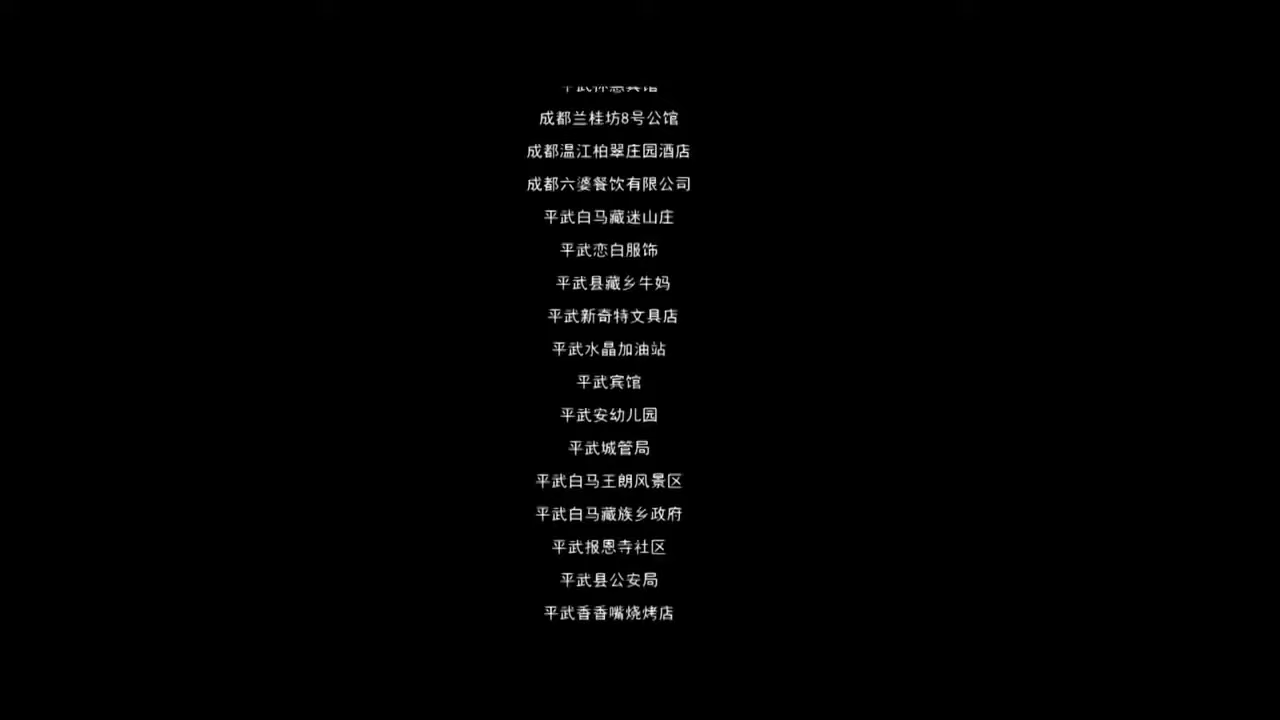 成都兰桂坊8号公馆
成都温江柏翠庄园酒店
成都六婆餐饮有限公司
平武白马藏迷山庄
平武恋白服饰
平武县藏乡牛妈
平武新奇特文具店
平武水晶加油站
平武宾馆
平武安幼儿园
平武城管局
平武白马王朗风景区
平武白马藏族乡政府
平武报恩寺社区
平武县公安局
平武香香嘴烧烤店